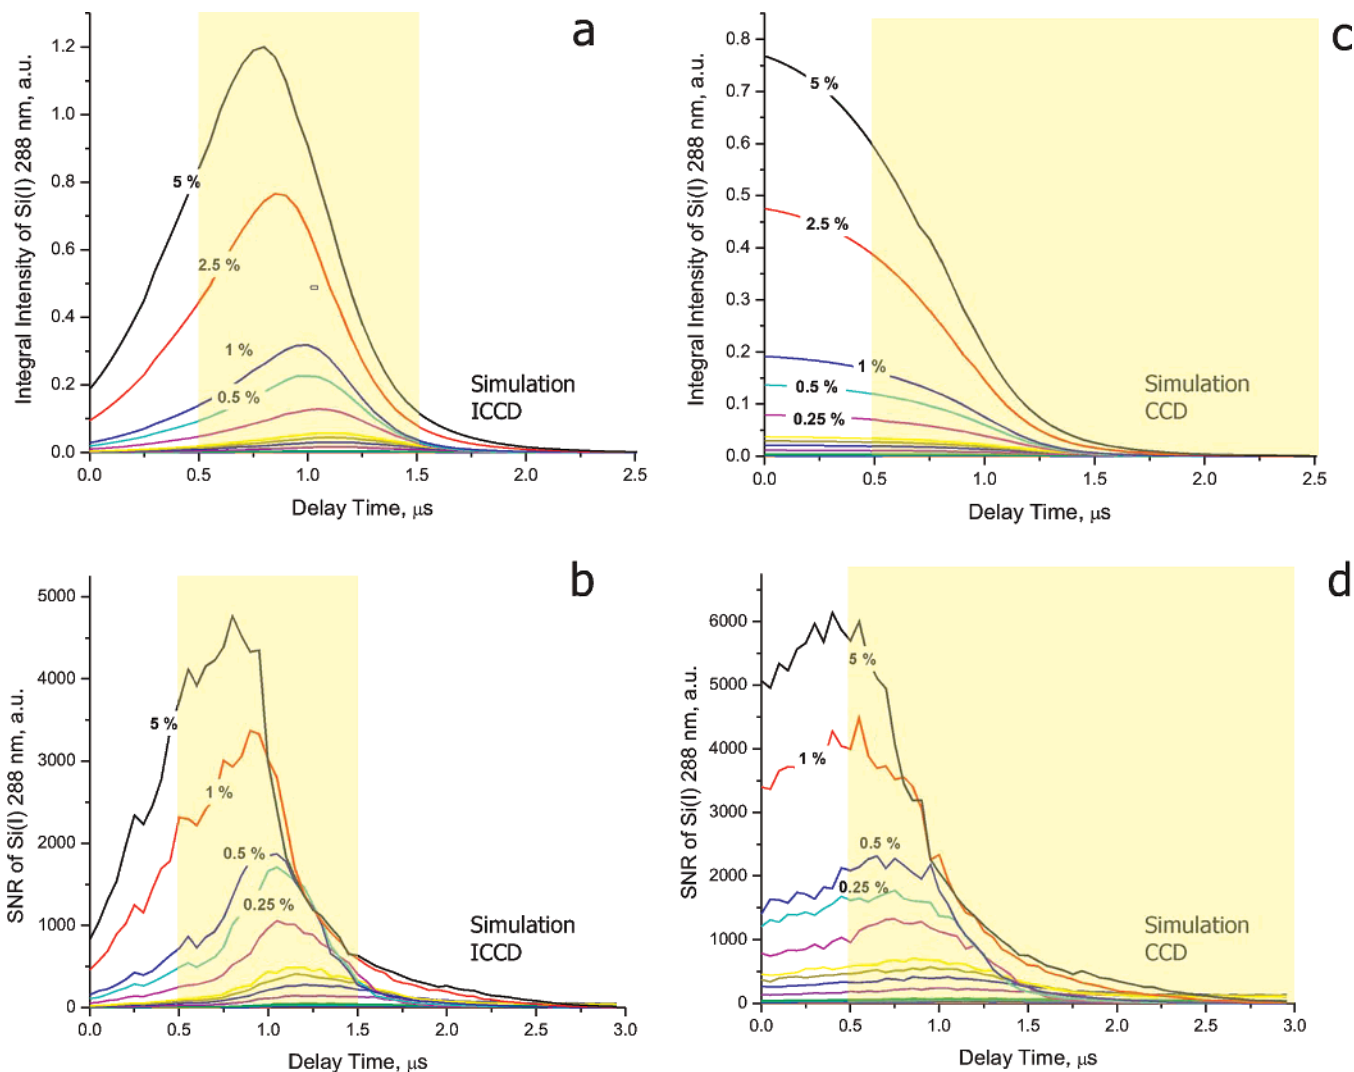 a
Integral Intensity of Si(I) 288 nm, a.u.
1.2
1.0
0.8
0.6
0.4
0.2
0.0
5 %
2.5 %
1 %
0.5 %
Simulation
ICCD
0.0 0.5 1.0 1.5 2.0 2.5
Delay Time, μs
c
Integral Intensity of Si(I) 288 nm, a.u.
0.8
0.7
0.6
0.5
0.4
0.3
0.2
0.1
0.0
5 %
2.5 %
1 %
0.5 %
0.25 %
Simulation
CCD
0.0 0.5 1.0 1.5 2.0 2.5
Delay Time, μs
b
SNR of Si(I) 288 nm, a.u.
5000
4000
3000
2000
1000
0
5 %
1 %
0.5 %
0.25 %
Simulation
ICCD
0.0 0.5 1.0 1.5 2.0 2.5 3.0
Delay Time, μs
d
SNR of Si(I) 288 nm, a.u.
6000
5000
4000
3000
2000
1000
0
5 %
1 %
0.5 %
0.25 %
Simulation
CCD
0.0 0.5 1.0 1.5 2.0 2.5 3.0
Delay Time, μs